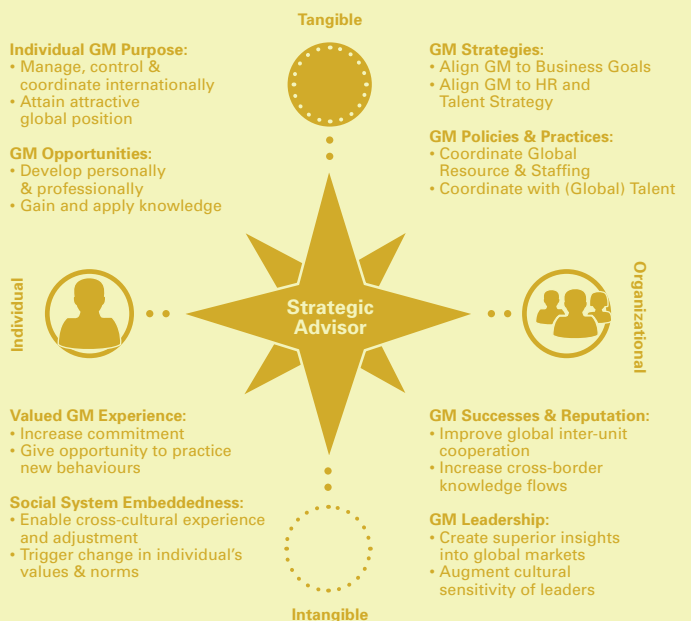 Tangible
Individual GM Purpose:
• Manage, control &
coordinate internationally
• Attain attractive
global position
GM Opportunities:
• Develop personally
& professionally
• Gain and apply knowledge
GM Strategies:
• Align GM to Business Goals
• Align GM to HR and
Talent Strategy
GM Policies & Practices:
• Coordinate Global
Resource & Staffing
• Coordinate with (Global) Talent
Individual
Strategic
Advisor
Organizational
Valued GM Experience:
• Increase commitment
• Give opportunity to practice
new behaviours
Social System Embeddedness:
• Enable cross-cultural experience
and adjustment
• Trigger change in individual’s
values & norms
GM Successes & Reputation:
• Improve global inter-unit
cooperation
• Increase cross-border
knowledge flows
GM Leadership:
• Create superior insights
into global markets
• Augment cultural
sensitivity of leaders
Intangible